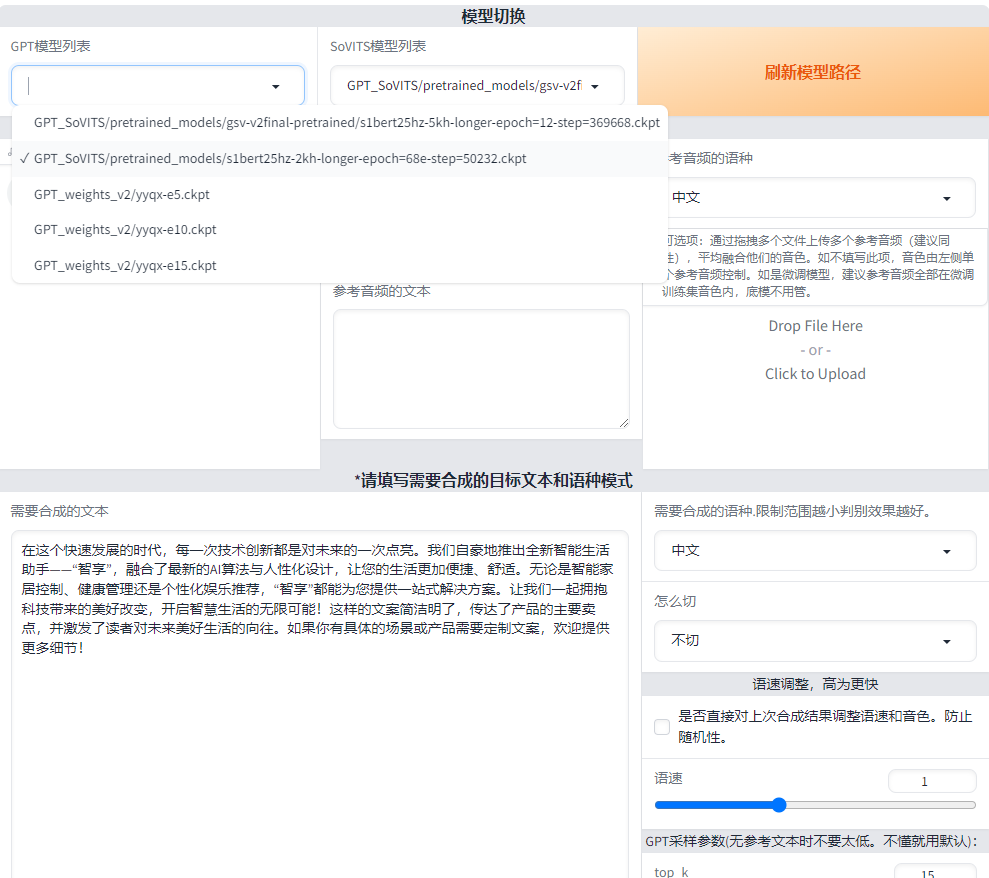 模型切换
GPT模型列表
SoVITS模型列表
刷新模型路径
GPT_SoVITS/pretrained_models/gsv-v2fi
GPT_SoVITS/pretrained_models/gsv-v2final-pretrained/s1bert25hz-5kh-longer-epoch=12-step=369668.ckpt
✓ GPT_SoVITS/pretrained_models/s1bert25hz-2kh-longer-epoch=68e-step=50232.ckpt
GPT_weights_v2/yyqx-e5.ckpt
GPT_weights_v2/yyqx-e10.ckpt
GPT_weights_v2/yyqx-e15.ckpt
考音频的语种
中文
可选项：通过拖拽多个文件上传多个参考音频（建议同
性），平均融合他们的音色。如不填写此项，音色由左侧单
个参考音频控制。如是微调模型，建议参考音频全部在微调
训练集音色内，底模不用管。
参考音频的文本
Drop File Here
- or -
Click to Upload
*请填写需要合成的目标文本和语种模式
需要合成的文本
在这个快速发展的时代，每一次技术创新都是对未来的一次点亮。我们自豪地推出全新智能生活
助手——“智享”，融合了最新的AI算法与人性化设计，让您的生活更加便捷、舒适。无论是智能家
居控制、健康管理还是个性化娱乐推荐，“智享”都能为您提供一站式解决方案。让我们一起拥抱
科技带来的美好改变，开启智慧生活的无限可能！这样的文案简洁明了，传达了产品的主要卖
点，并激发了读者对未来美好生活的向往。如果你有具体的场景或产品需要定制文案，欢迎提供
更多细节！
需要合成的语种.限制范围越小判别效果越好。
中文
怎么切
不切
语速调整，高为更快
是否直接对上次合成结果调整语速和音色。防止
随机性。
语速
1
GPT采样参数(无参考文本时不要太低。不懂就用默认)：
top_k
15